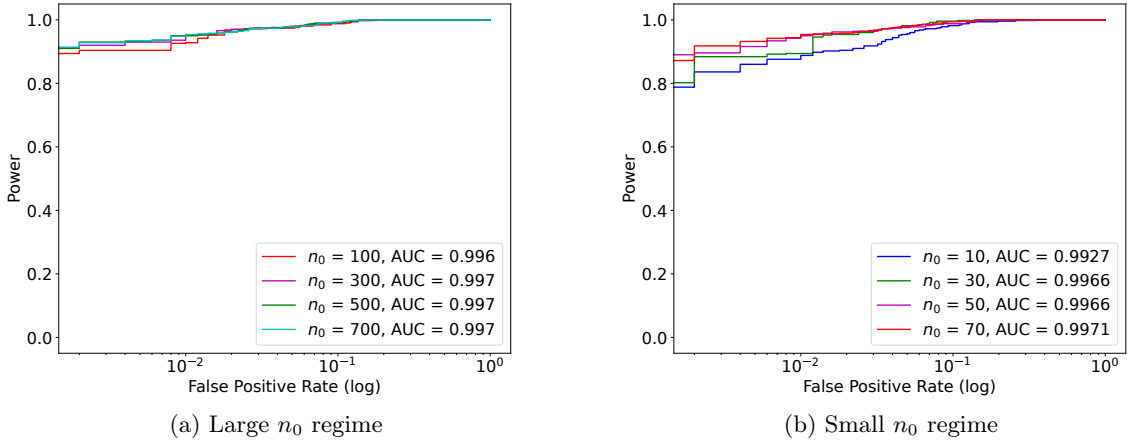 1.0
0.8
0.6
0.4
0.2
0.0
Power
n₀ = 100, AUC = 0.996
n₀ = 300, AUC = 0.997
n₀ = 500, AUC = 0.997
n₀ = 700, AUC = 0.997
10⁻² 10⁻¹ 10⁰
False Positive Rate (log)
(a) Large n₀ regime
1.0
0.8
0.6
0.4
0.2
0.0
Power
n₀ = 10, AUC = 0.9927
n₀ = 30, AUC = 0.9966
n₀ = 50, AUC = 0.9966
n₀ = 70, AUC = 0.9971
10⁻² 10⁻¹ 10⁰
False Positive Rate (log)
(b) Small n₀ regime